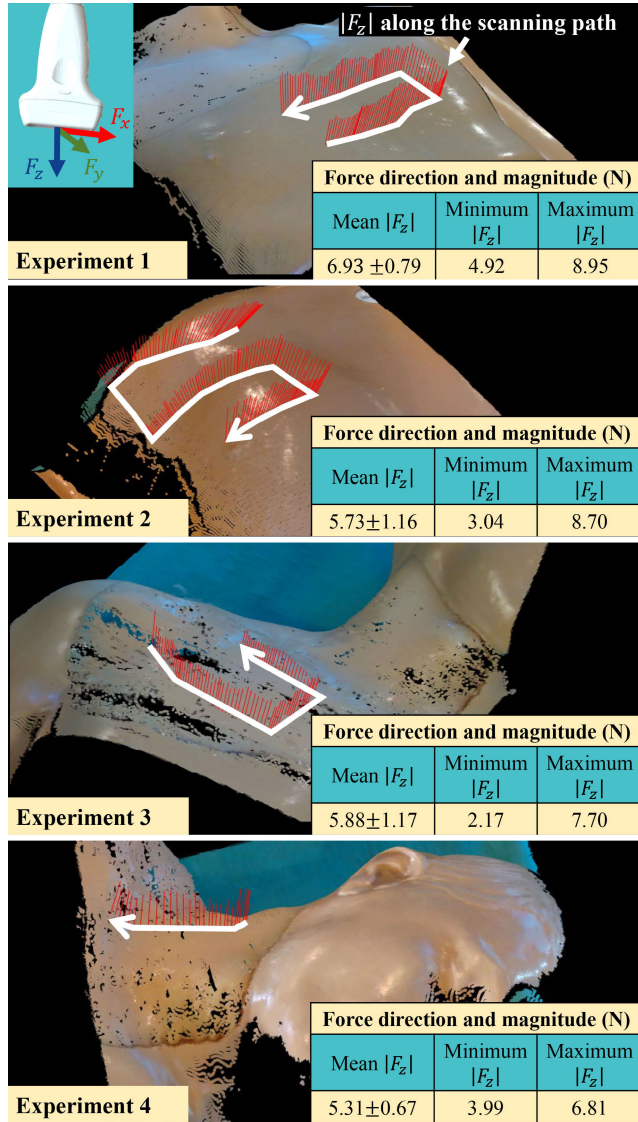 |F_z| along the scanning path
F_x
F_y
F_z
Force direction and magnitude (N)
Mean |F_z| Minimum |F_z| Maximum |F_z|
6.93 ±0.79 4.92 8.95
Experiment 1
Force direction and magnitude (N)
Mean |F_z| Minimum |F_z| Maximum |F_z|
5.73±1.16 3.04 8.70
Experiment 2
Force direction and magnitude (N)
Mean |F_z| Minimum |F_z| Maximum |F_z|
5.88±1.17 2.17 7.70
Experiment 3
Force direction and magnitude (N)
Mean |F_z| Minimum |F_z| Maximum |F_z|
5.31±0.67 3.99 6.81
Experiment 4